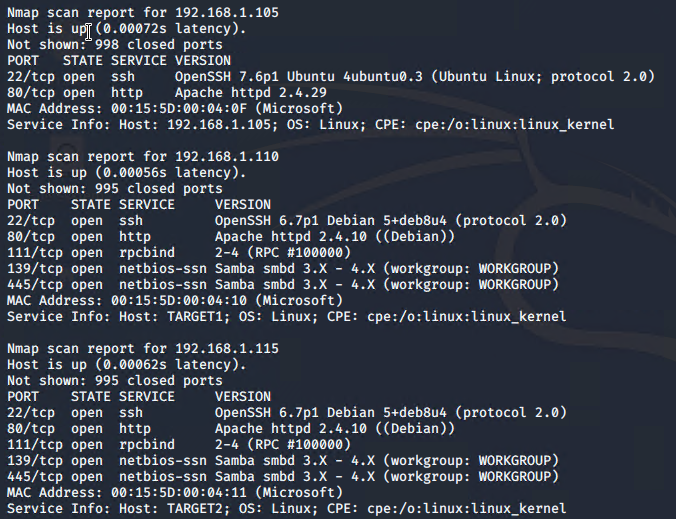 Nmap scan report for 192.168.1.105
Host is up (0.00072s latency).
Not shown: 998 closed ports
PORT   STATE SERVICE VERSION
22/tcp open  ssh     OpenSSH 7.6p1 Ubuntu 4ubuntu0.3 (Ubuntu Linux; protocol 2.0)
80/tcp open  http    Apache httpd 2.4.29
MAC Address: 00:15:5D:00:04:0F (Microsoft)
Service Info: Host: 192.168.1.105; OS: Linux; CPE: cpe:/o:linux:linux_kernel

Nmap scan report for 192.168.1.110
Host is up (0.00056s latency).
Not shown: 995 closed ports
PORT    STATE SERVICE     VERSION
22/tcp  open  ssh         OpenSSH 6.7p1 Debian 5+deb8u4 (protocol 2.0)
80/tcp  open  http        Apache httpd 2.4.10 ((Debian))
111/tcp open  rpcbind     2-4 (RPC #100000)
139/tcp open  netbios-ssn Samba smbd 3.X - 4.X (workgroup: WORKGROUP)
445/tcp open  netbios-ssn Samba smbd 3.X - 4.X (workgroup: WORKGROUP)
MAC Address: 00:15:5D:00:04:10 (Microsoft)
Service Info: Host: TARGET1; OS: Linux; CPE: cpe:/o:linux:linux_kernel

Nmap scan report for 192.168.1.115
Host is up (0.00062s latency).
Not shown: 995 closed ports
PORT    STATE SERVICE     VERSION
22/tcp  open  ssh         OpenSSH 6.7p1 Debian 5+deb8u4 (protocol 2.0)
80/tcp  open  http        Apache httpd 2.4.10 ((Debian))
111/tcp open  rpcbind     2-4 (RPC #100000)
139/tcp open  netbios-ssn Samba smbd 3.X - 4.X (workgroup: WORKGROUP)
445/tcp open  netbios-ssn Samba smbd 3.X - 4.X (workgroup: WORKGROUP)
MAC Address: 00:15:5D:00:04:11 (Microsoft)
Service Info: Host: TARGET2; OS: Linux; CPE: cpe:/o:linux:linux_kernel